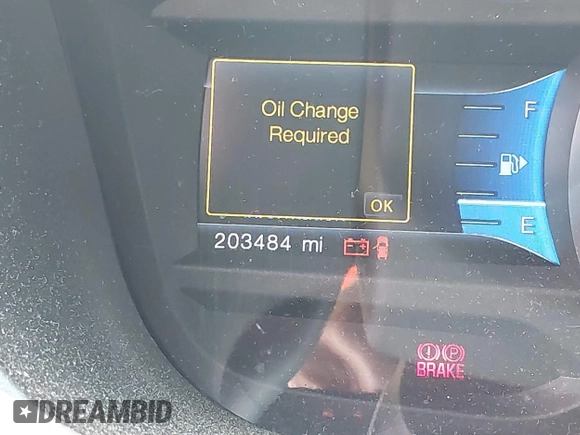 Oil Change
Required
OK
F
E
203484 mi
BRAKE
DREAMBID